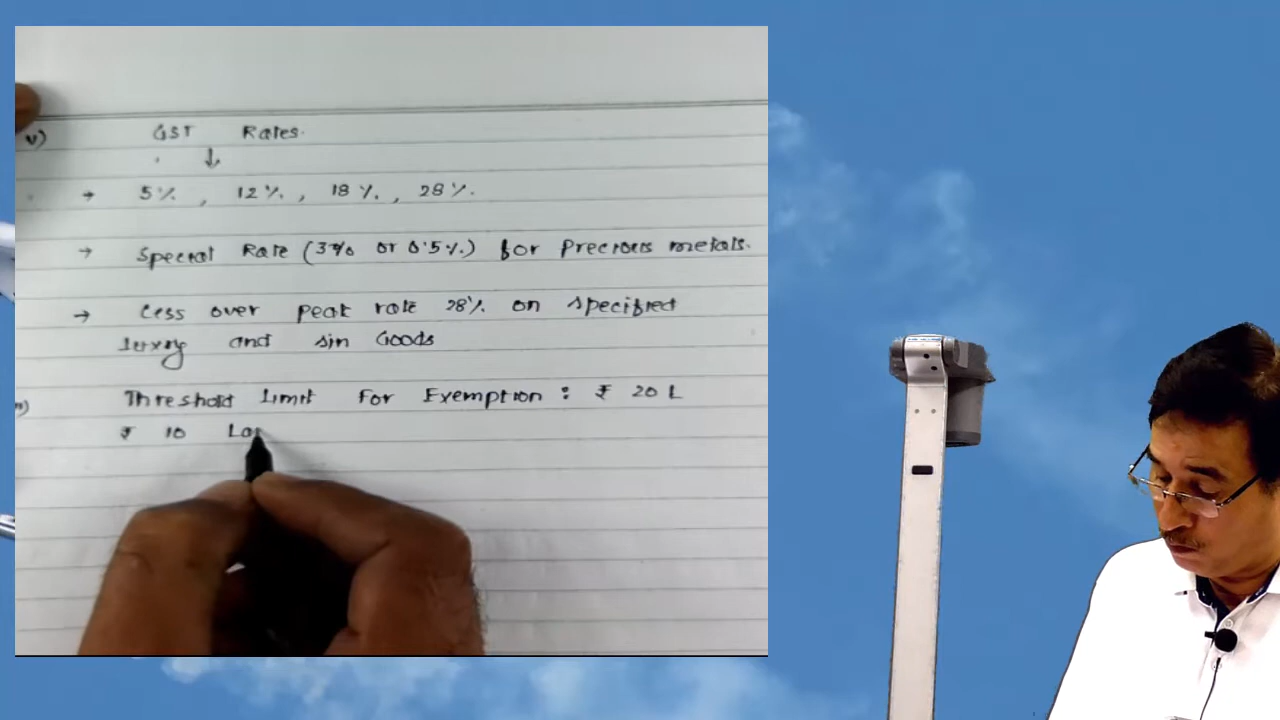 v) GST Rates.
→ 5%, 12%, 18%, 28%.
→ Special Rate (3% or 0.5%) for Precious metals.
→ Cess over peak rate 28% on specified
luxury and sin Goods
Threshold Limit For Exemption : ₹ 20 L
₹ 10 La